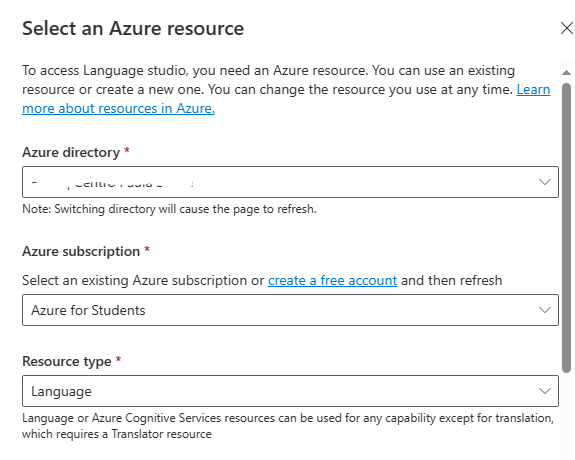 Select an Azure resource
To access Language studio, you need an Azure resource. You can use an existing
resource or create a new one. You can change the resource you use at any time. Learn
more about resources in Azure.
Azure directory *
Note: Switching directory will cause the page to refresh.
Azure subscription *
Select an existing Azure subscription or create a free account and then refresh
Azure for Students
Resource type *
Language
Language or Azure Cognitive Services resources can be used for any capability except for translation,
which requires a Translator resource